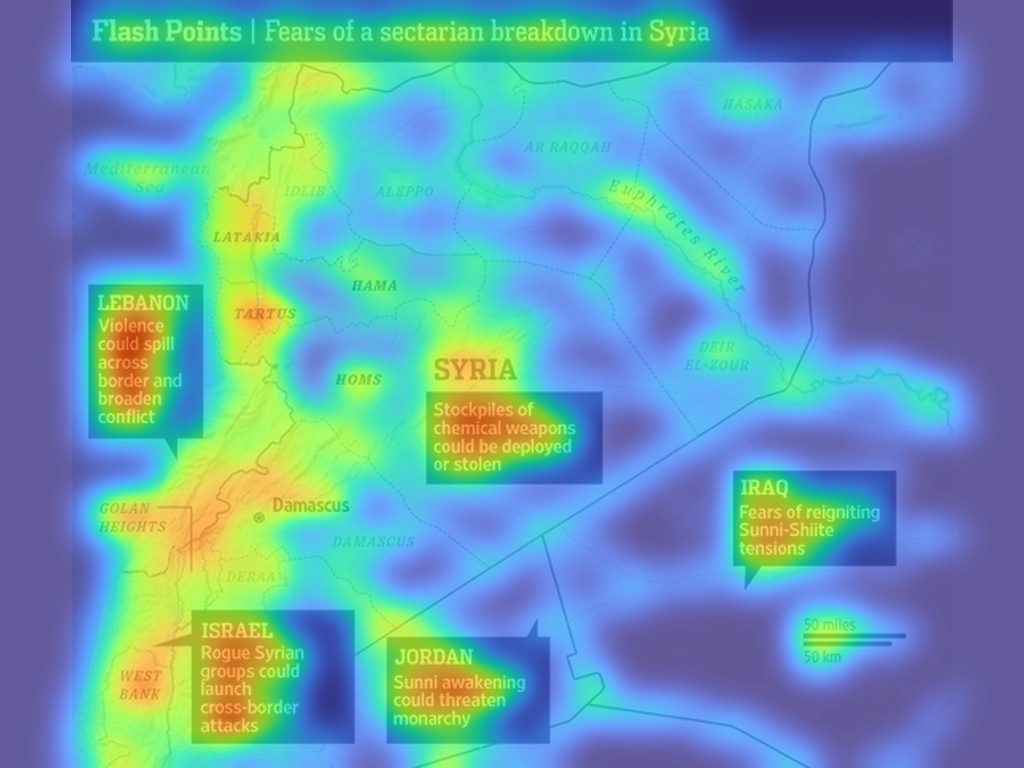 Flash Points | Fears of a sectarian breakdown in Syria
HASAKA
AR RAQQAH
Mediterranean
Sea
IDLIB
ALEPPO
Euphrates River
LATAKIA
HAMA
TARTUS
LEBANON
Violence
could spill
across
border and
broaden
conflict
DEIR
EL-ZOUR
HOMS
SYRIA
Stockpiles of
chemical weapons
could be deployed
or stolen
IRAQ
Fears of reigniting
Sunni-Shiite
tensions
GOLAN
HEIGHTS
Damascus
DAMASCUS
DERAA
ISRAEL
Rogue Syrian
groups could
launch
cross-border
attacks
JORDAN
Sunni awakening
could threaten
monarchy
WEST
BANK
50 miles
50 km